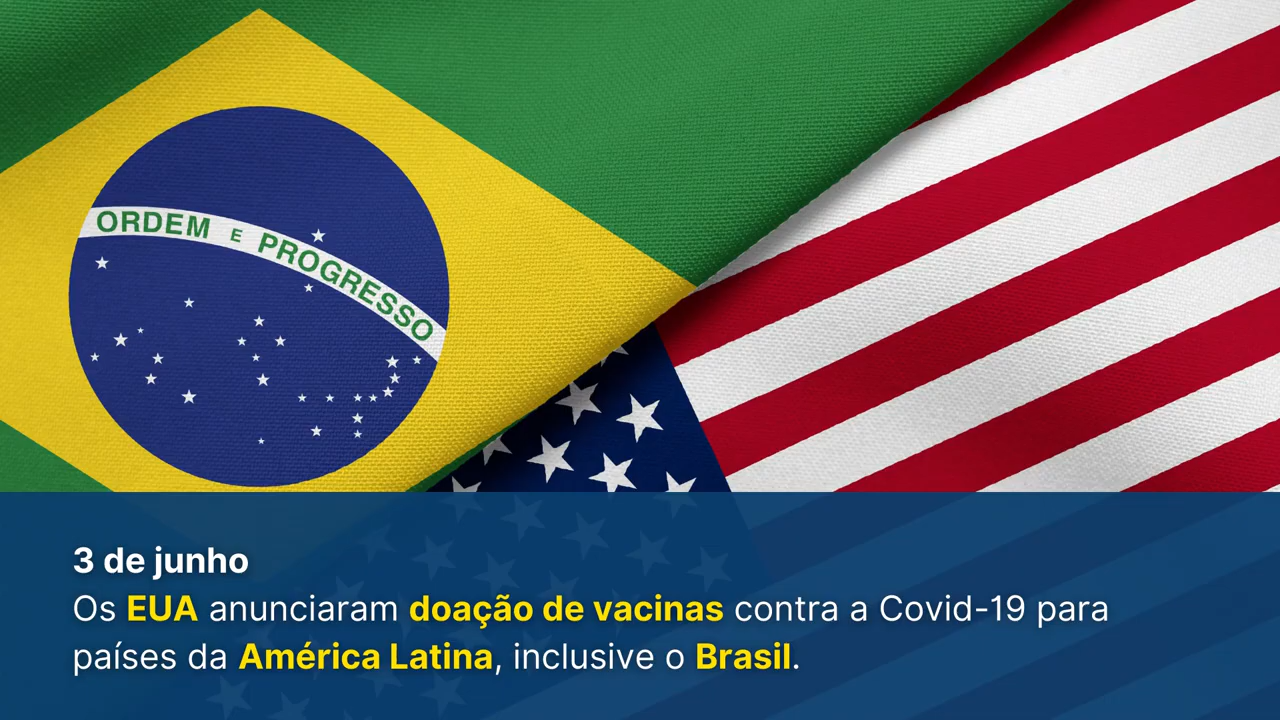 ORDEM E PROGRESSO
3 de junho
Os EUA anunciaram doação de vacinas contra a Covid-19 para
países da América Latina, inclusive o Brasil.